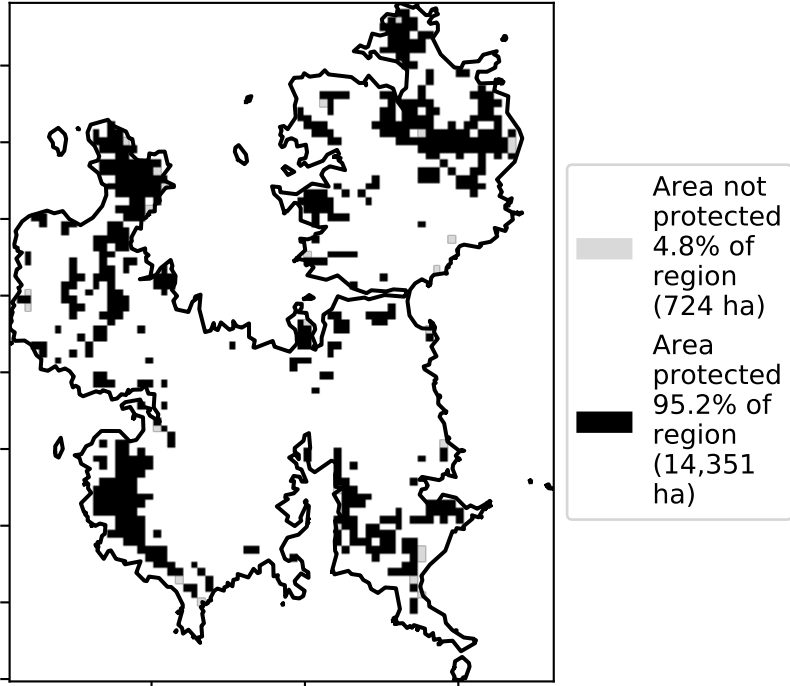 Area not
protected
4.8% of
region
(724 ha)
Area
protected
95.2% of
region
(14,351
ha)